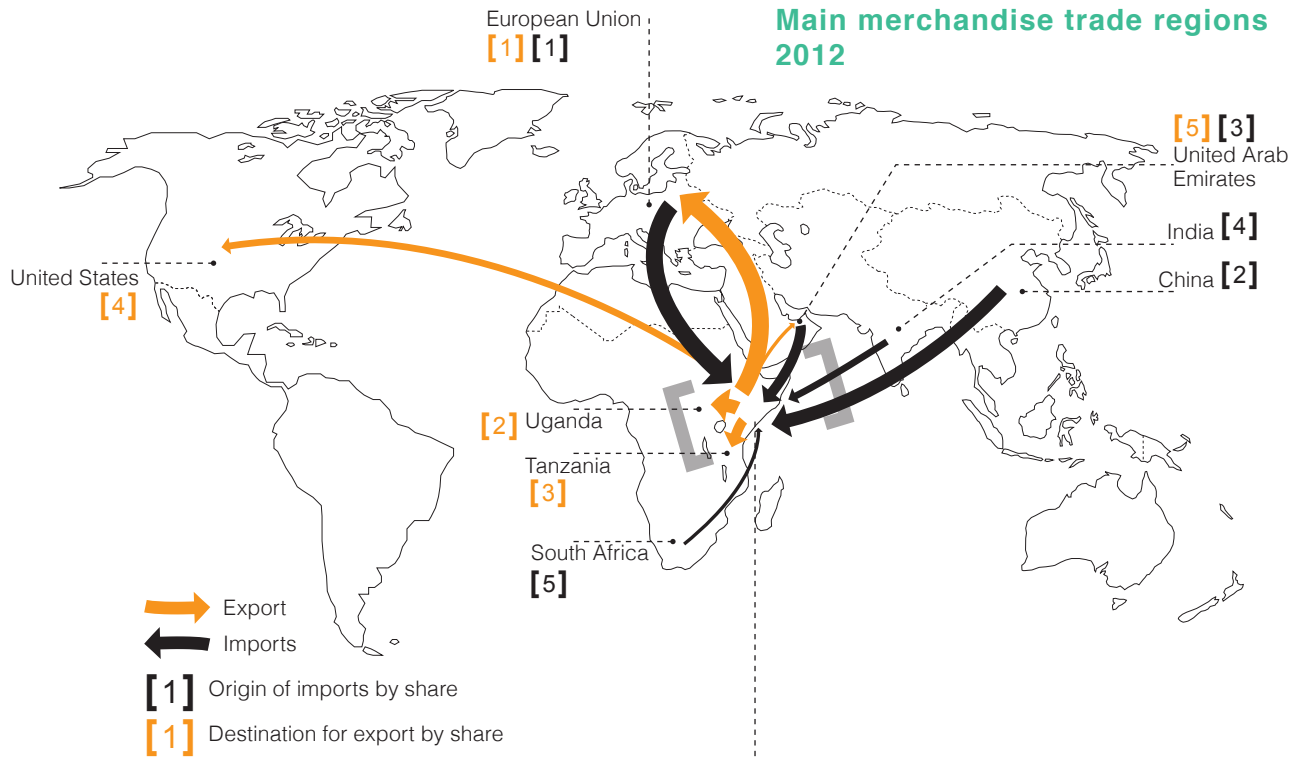 Main merchandise trade regions
2012
European Union
[1] [1]
[5] [3]
United Arab
Emirates
India [4]
China [2]
United States
[4]
[2] Uganda
Tanzania
[3]
South Africa
[5]
Export
Imports
[1] Origin of imports by share
[1] Destination for export by share